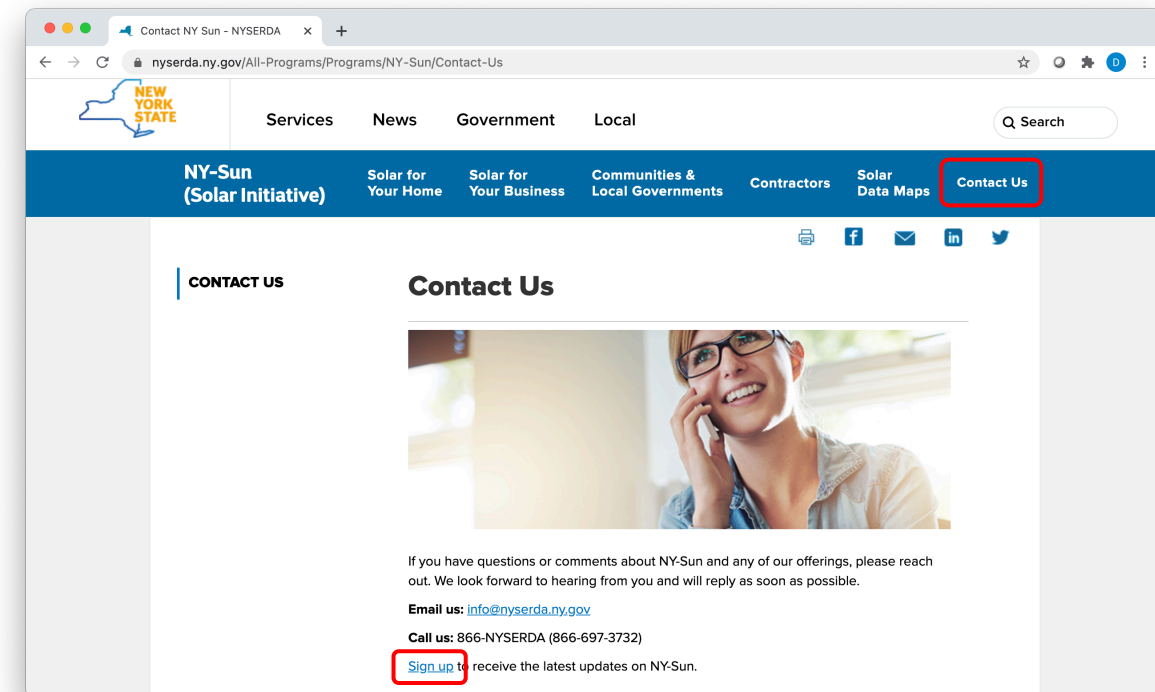 Contact NY Sun - NYSERDA
nyserda.ny.gov/All-Programs/Programs/NY-Sun/Contact-Us
D
NEW
YORK
STATE
Services News Government Local
Search
NY-Sun
(Solar Initiative)
Solar for
Your Home
Solar for
Your Business
Communities &
Local Governments
Contractors
Solar
Data Maps
Contact Us
f
in
CONTACT US
Contact Us
If you have questions or comments about NY-Sun and any of our offerings, please reach
out. We look forward to hearing from you and will reply as soon as possible.
Email us: info@nyserda.ny.gov
Call us: 866-NYSERDA (866-697-3732)
Sign up to receive the latest updates on NY-Sun.